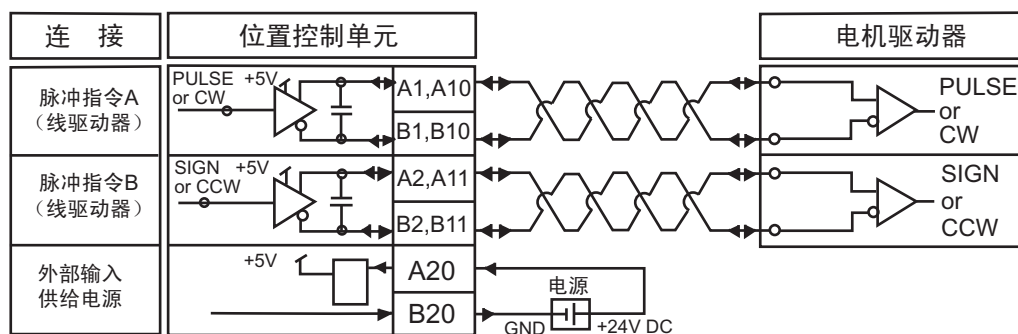 连 接
位置控制单元
电机驱动器
脉冲指令A
（线驱动器）
PULSE
or CW
+5V
A1,A10
B1,B10
PULSE
or
CW
脉冲指令B
（线驱动器）
SIGN
or CCW
+5V
A2,A11
B2,B11
SIGN
or
CCW
外部输入
供给电源
+5V
A20
B20
电源
GND
+24V DC